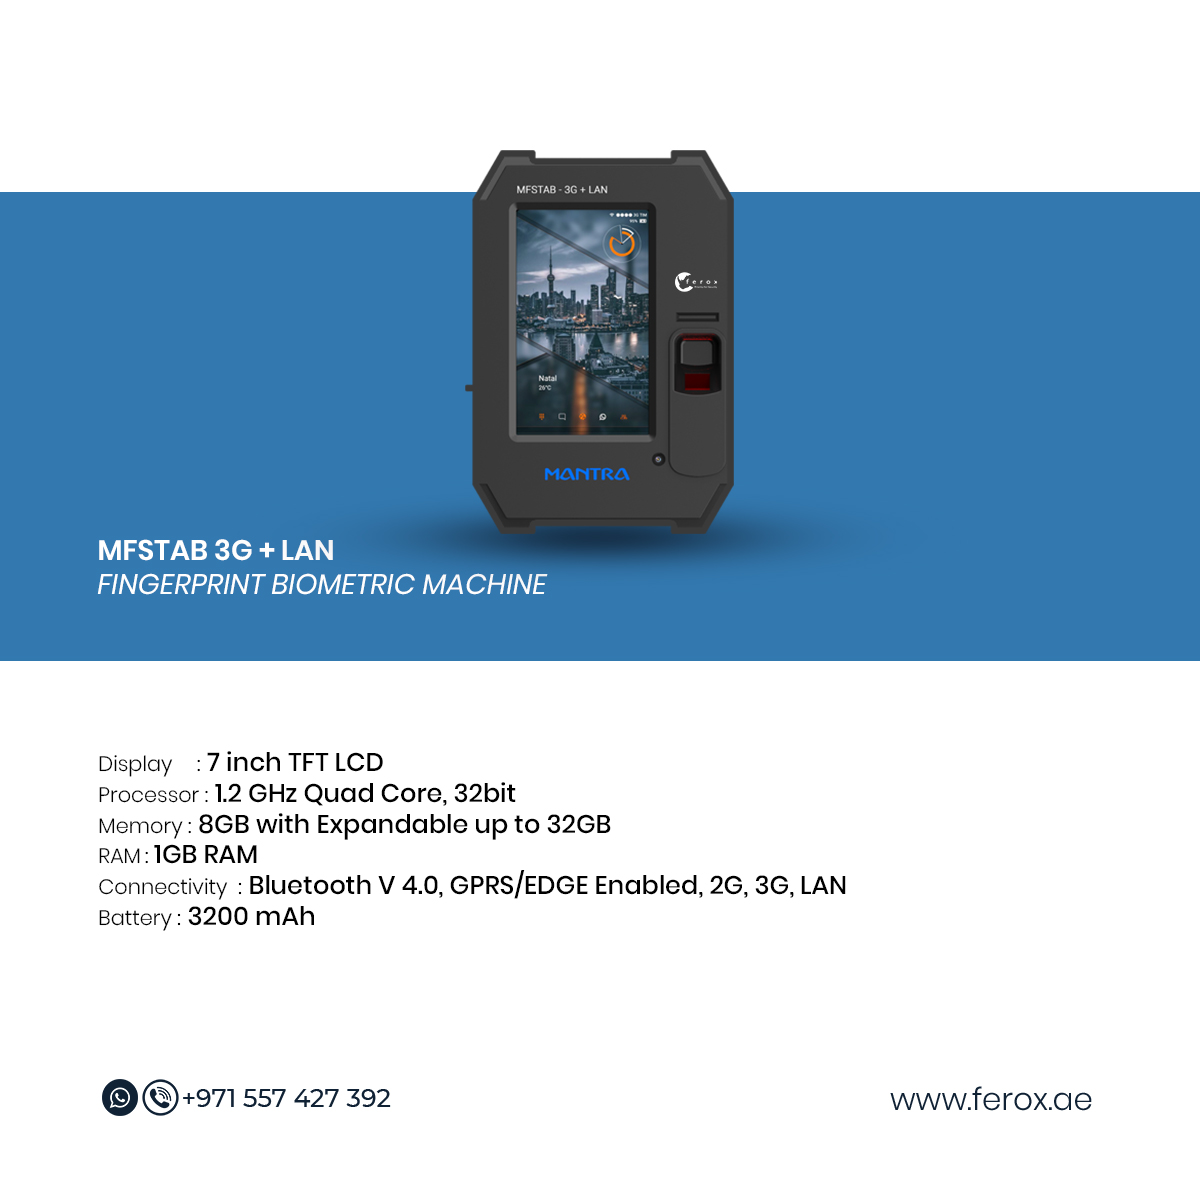 MFSTAB - 3G + LAN
3G TIM
ferox
Natal
26°C
MANTRA
MFSTAB 3G + LAN
FINGERPRINT BIOMETRIC MACHINE
Display : 7 inch TFT LCD
Processor : 1.2 GHz Quad Core, 32bit
Memory : 8GB with Expandable up to 32GB
RAM : 1GB RAM
Connectivity : Bluetooth V 4.0, GPRS/EDGE Enabled, 2G, 3G, LAN
Battery : 3200 mAh
+971 557 427 392
www.ferox.ae